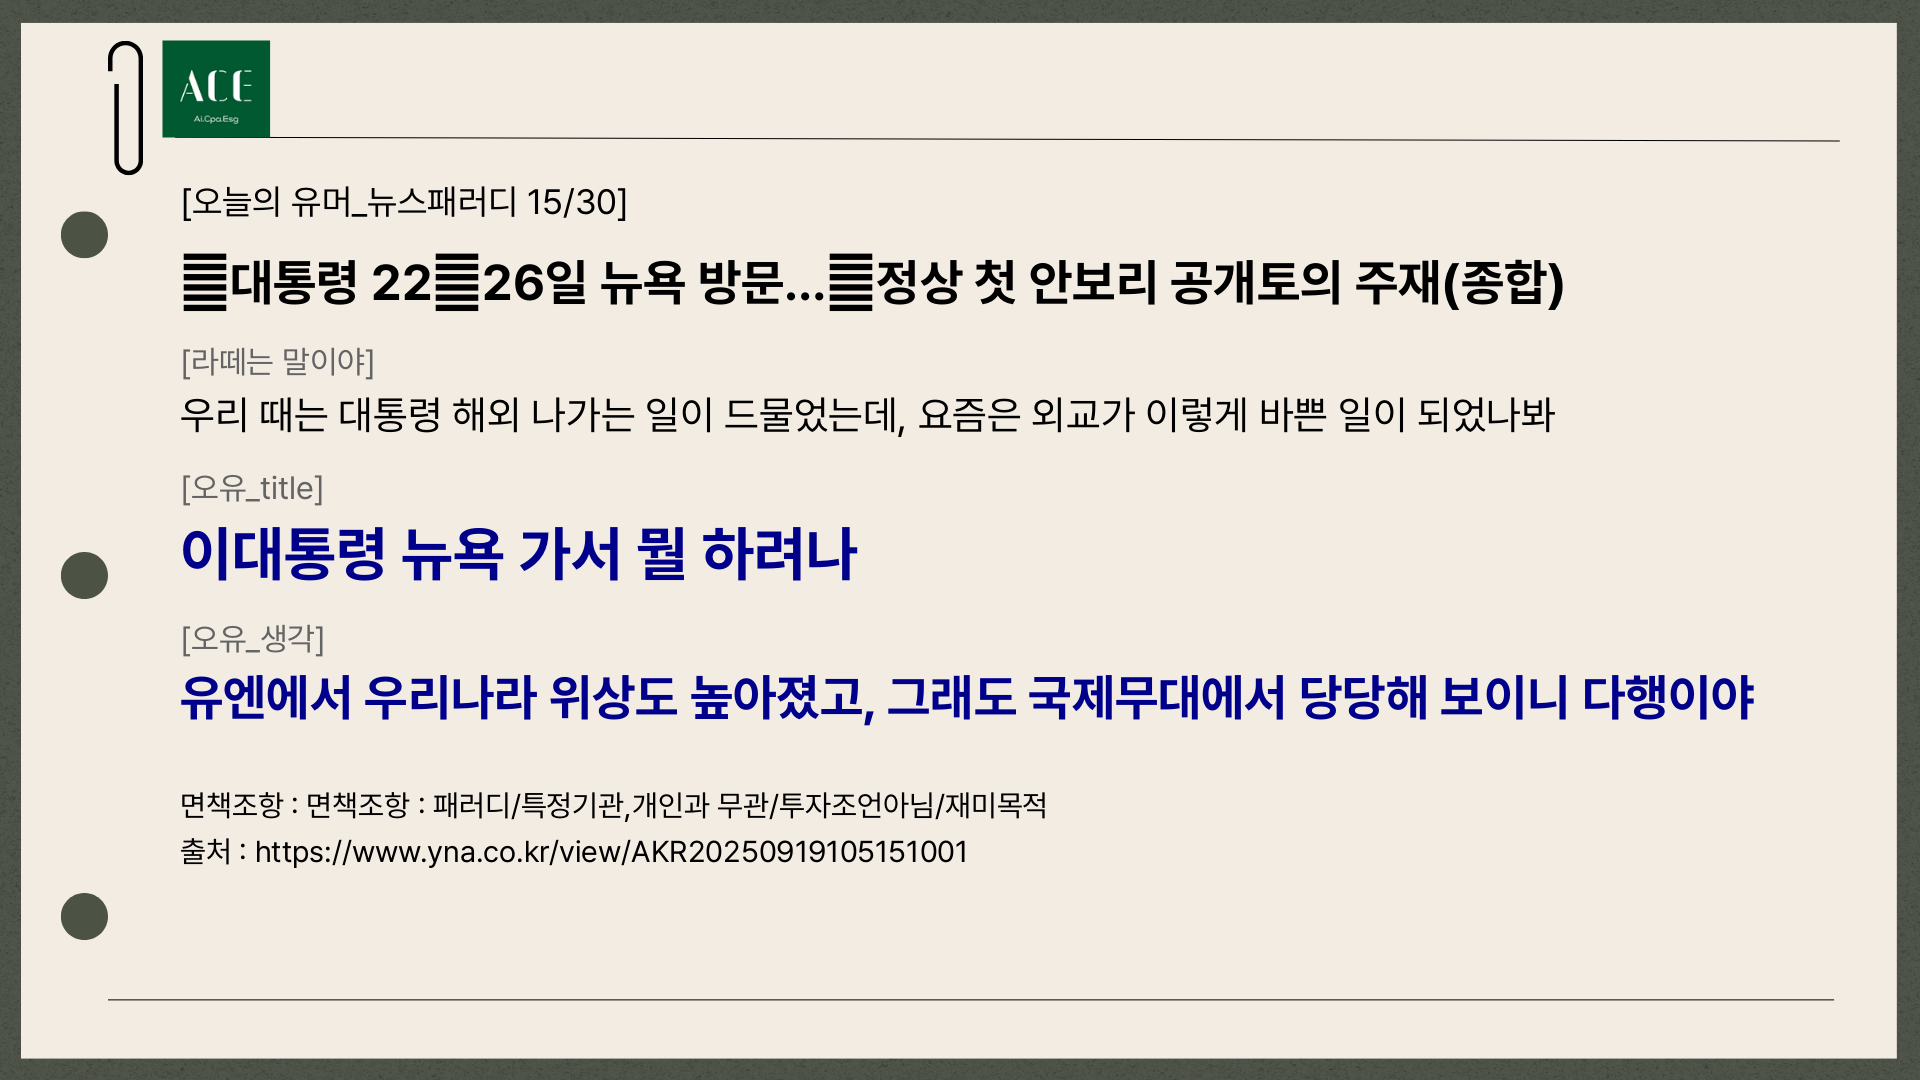 ACE
Ai.Cpa.Esg
[오늘의 유머_뉴스패러디 15/30]
䷀대통령 22䷀26일 뉴욕 방문...䷀정상 첫 안보리 공개토의 주재(종합)
[라떼는 말이야]
우리 때는 대통령 해외 나가는 일이 드물었는데, 요즘은 외교가 이렇게 바쁜 일이 되었나봐
[오유_title]
이대통령 뉴욕 가서 뭘 하려나
[오유_생각]
유엔에서 우리나라 위상도 높아졌고, 그래도 국제무대에서 당당해 보이니 다행이야
면책조항 : 면책조항 : 패러디/특정기관,개인과 무관/투자조언아님/재미목적
출처 : https://www.yna.co.kr/view/AKR20250919105151001